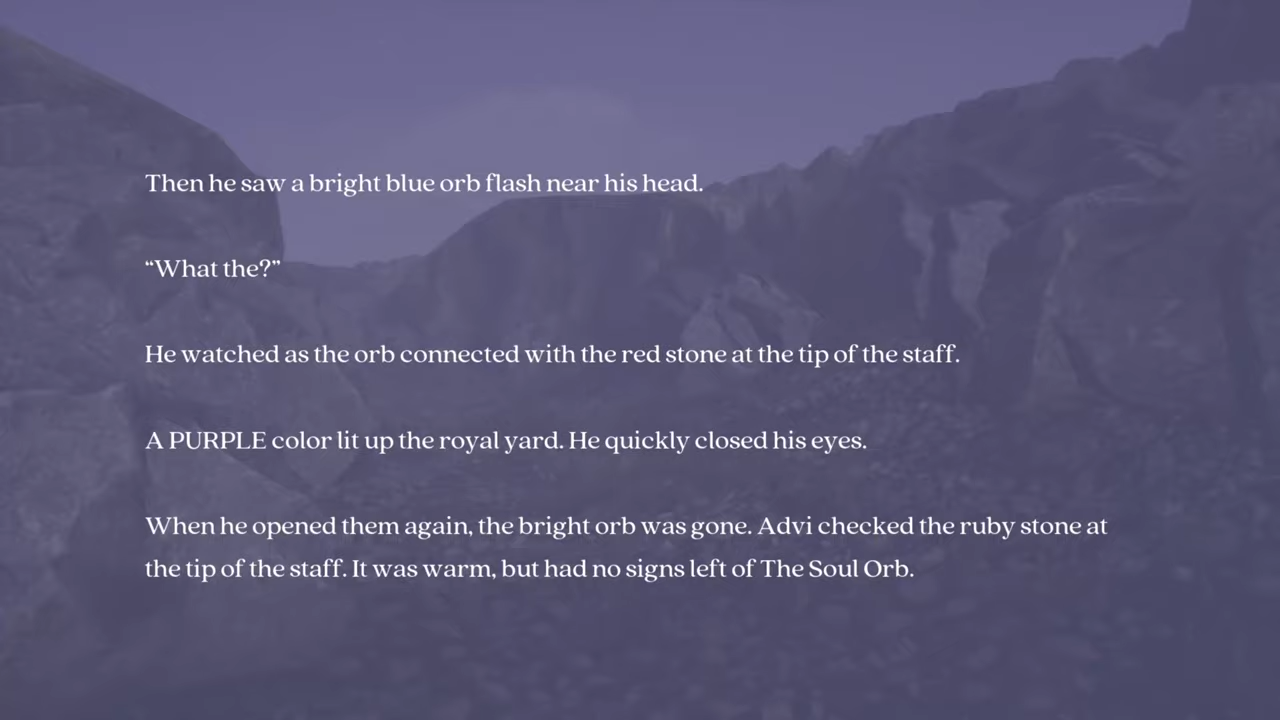 Then he saw a bright blue orb flash near his head.
“What the?”
He watched as the orb connected with the red stone at the tip of the staff.
A PURPLE color lit up the royal yard. He quickly closed his eyes.
When he opened them again, the bright orb was gone. Advi checked the ruby stone at
the tip of the staff. It was warm, but had no signs left of The Soul Orb.